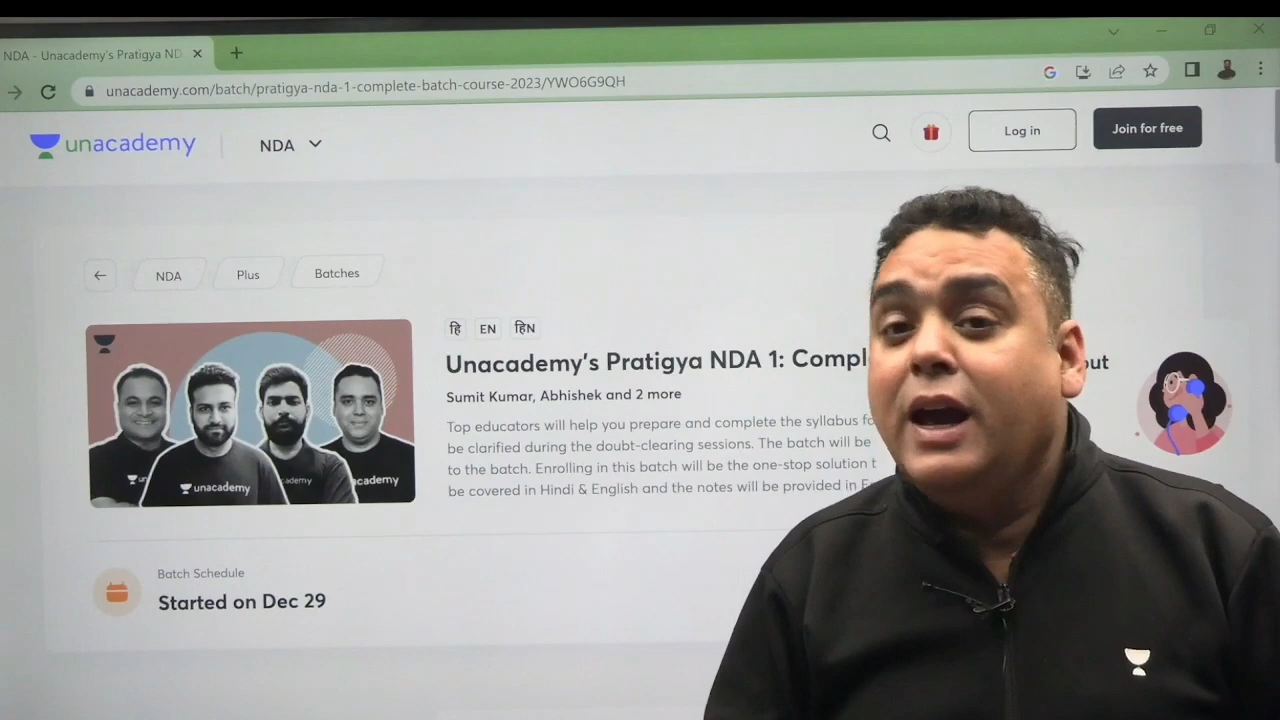 NDA - Unacademy's Pratigya ND
unacademy.com/batch/pratigya-nda-1-complete-batch-course-2023/YWO6G9QH
unacademy
NDA
Log in
Join for free
NDA
Plus
Batches
हि EN हिN
Unacademy's Pratigya NDA 1: Compl out
Sumit Kumar, Abhishek and 2 more
Top educators will help you prepare and complete the syllabus fo
be clarified during the doubt-clearing sessions. The batch will be
to the batch. Enrolling in this batch will be the one-stop solution t
be covered in Hindi & English and the notes will be provided in E
un
unacademy
cademy
cademy
Batch Schedule
Started on Dec 29